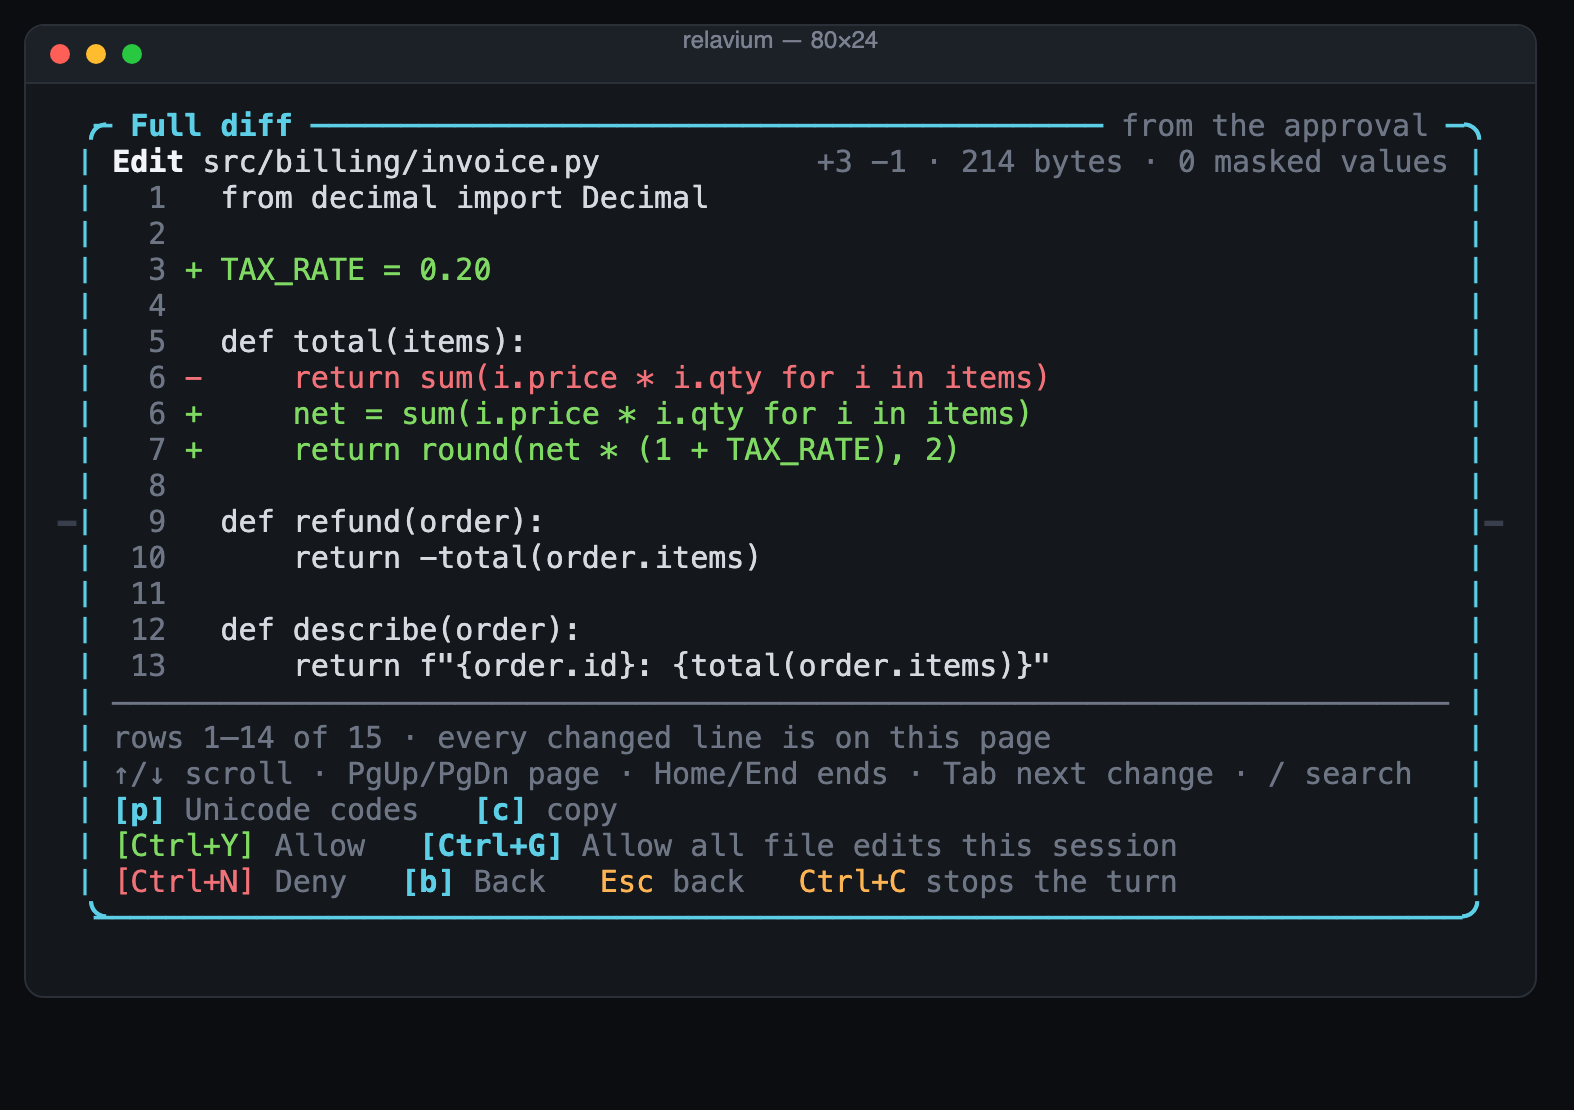 relavium — 80×24
Full diff from the approval
Edit src/billing/invoice.py +3 −1 · 214 bytes · 0 masked values
1 from decimal import Decimal
2
3 + TAX_RATE = 0.20
4
5 def total(items):
6 − return sum(i.price * i.qty for i in items)
6 + net = sum(i.price * i.qty for i in items)
7 + return round(net * (1 + TAX_RATE), 2)
8
9 def refund(order):
10 return -total(order.items)
11
12 def describe(order):
13 return f"{order.id}: {total(order.items)}"
rows 1–14 of 15 · every changed line is on this page
↑/↓ scroll · PgUp/PgDn page · Home/End ends · Tab next change · / search
[p] Unicode codes [c] copy
[Ctrl+Y] Allow [Ctrl+G] Allow all file edits this session
[Ctrl+N] Deny [b] Back Esc back Ctrl+C stops the turn